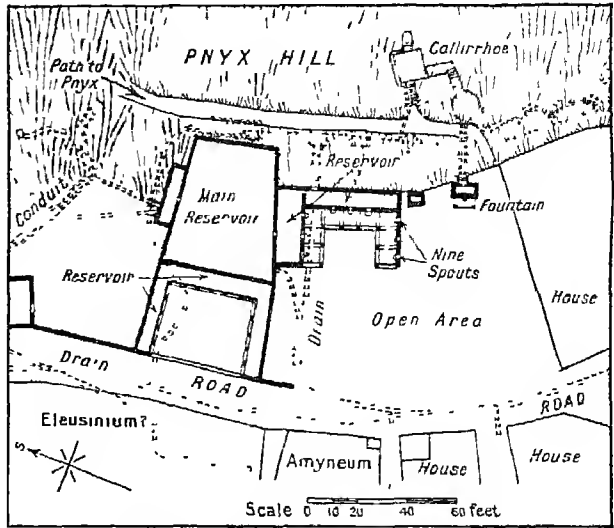 PNYX HILL
Callirrhoe
Path to
Pnyx
Reservoir
Conduit
Main
Reservoir
Fountain
Nine
Spouts
Reservoir
House
Drain
Open Area
Drain
ROAD
ROAD
Eleusinium?
S
Amyneum
House
House
Scale 0 10 20 40 60 feet